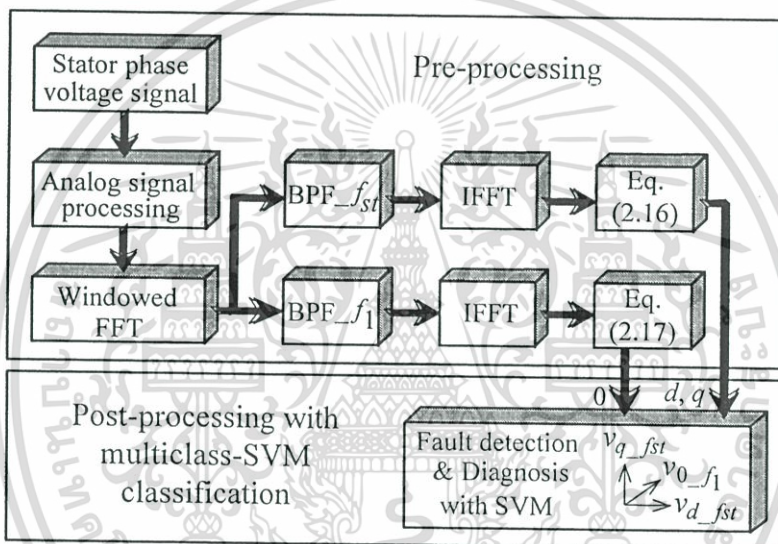 Pre-processing
Stator phase
voltage signal
Analog signal
processing
Windowed
FFT
BPF_f_st
IFFT
Eq.
(2.16)
BPF_f_1
IFFT
Eq.
(2.17)
0
d, q
Post-processing with
multiclass-SVM
classification
Fault detection
& Diagnosis
with SVM
v_q_fst
v_0_f_1
v_d_fst